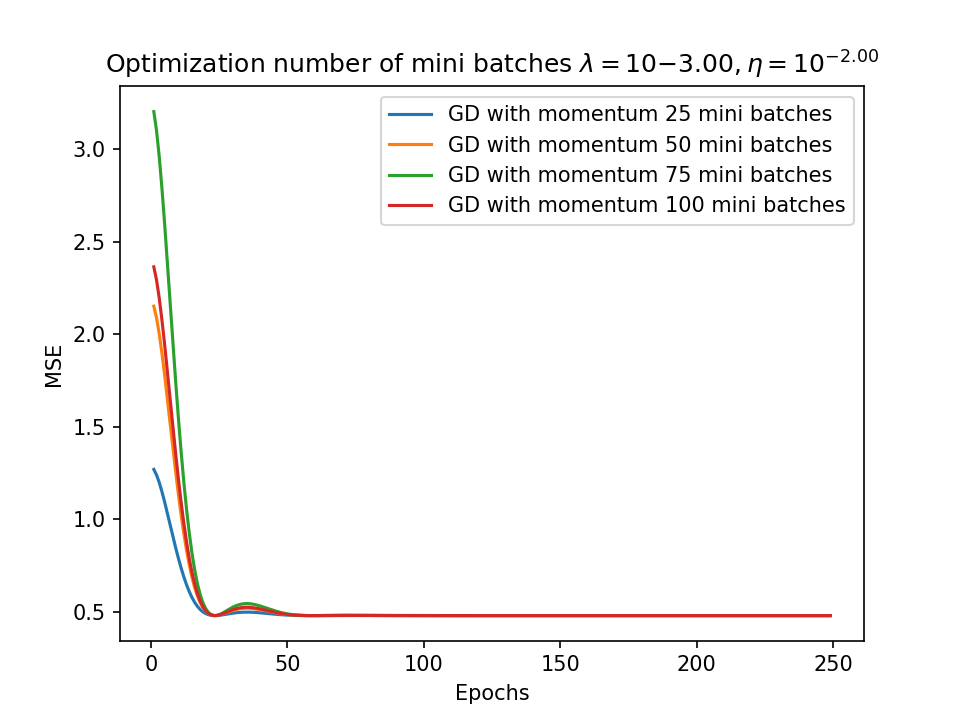 Optimization number of mini batches λ = 10−3.00, η = 10^−2.00
GD with momentum 25 mini batches
GD with momentum 50 mini batches
GD with momentum 75 mini batches
GD with momentum 100 mini batches
MSE
3.0
2.5
2.0
1.5
1.0
0.5
0 50 100 150 200 250
Epochs